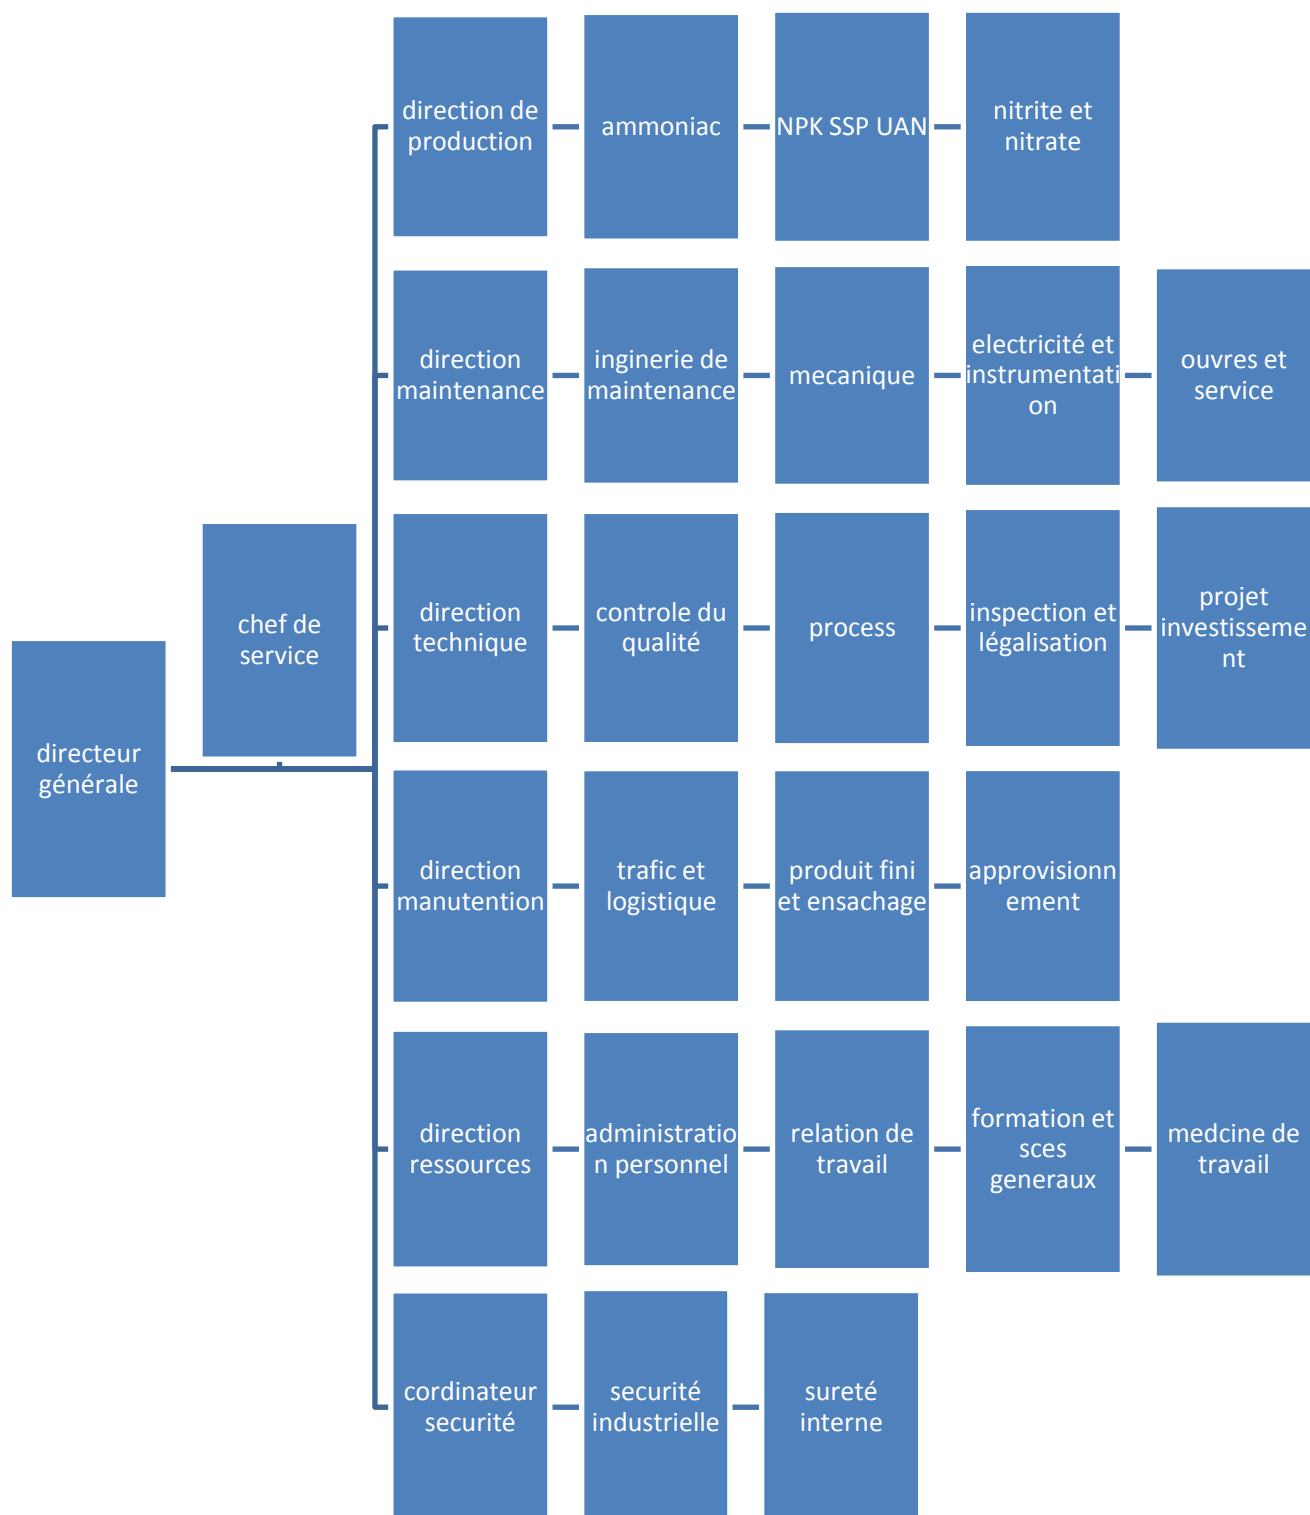 direction de
production
ammoniac
NPK SSP UAN
nitrite et
nitrate
direction
maintenance
inginerie de
maintenance
mecanique
electricité et
instrumentati
on
ouvres et
service
chef de
service
direction
technique
controle du
qualité
process
inspection et
légalisation
projet
investisseme
nt
directeur
générale
direction
manutention
trafic et
logistique
produit fini
et ensachage
approvisionn
ement
direction
ressources
administratio
n personnel
relation de
travail
formation et
sces
generaux
medcine de
travail
cordinateur
securité
securité
industrielle
sureté
interne